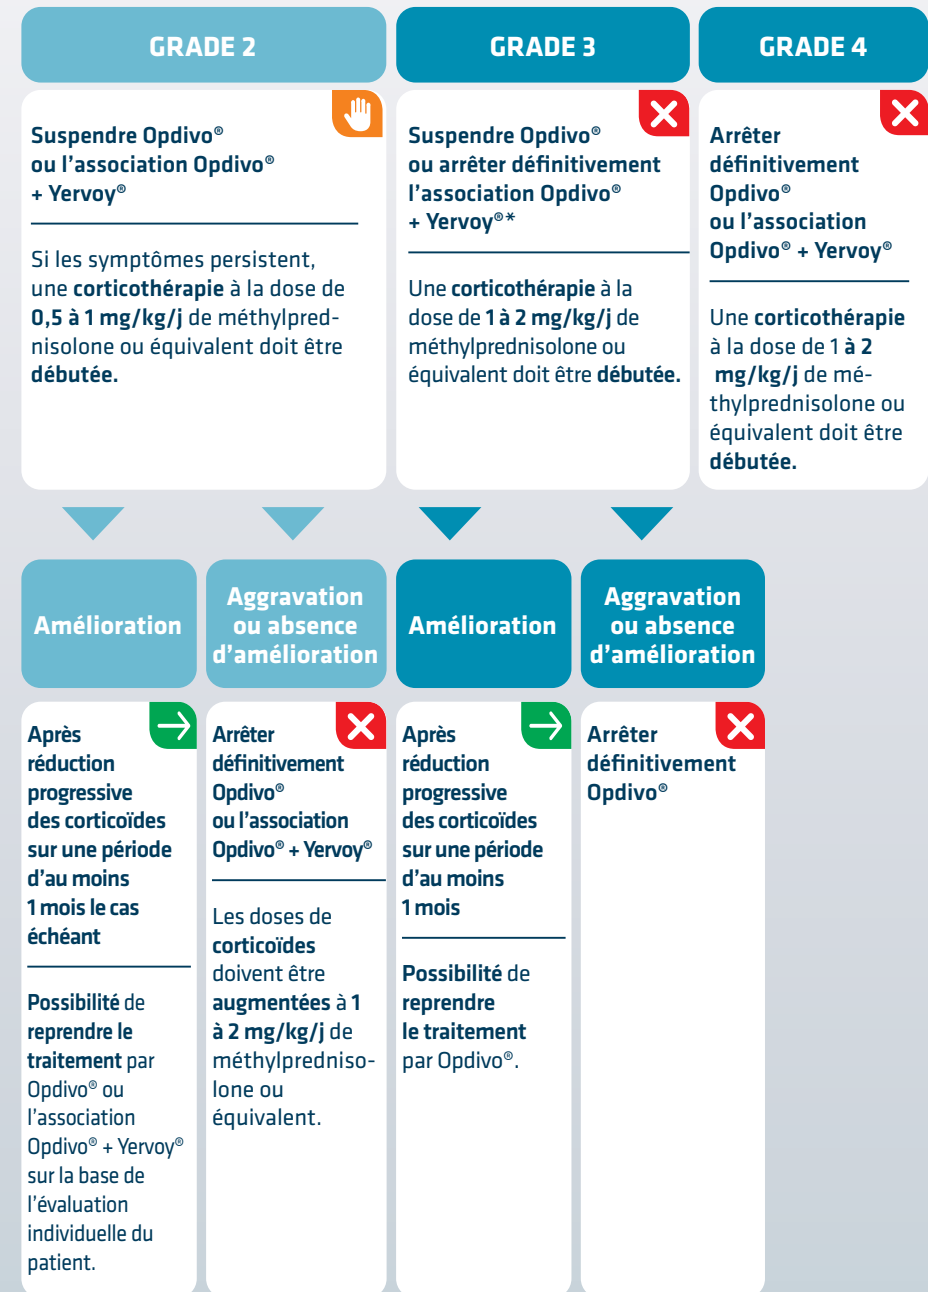 GRADE 2
Suspendre Opdivo®
ou l'association Opdivo®
+ Yervoy®
Si les symptômes persistent,
une corticothérapie à la dose de
0,5 à 1 mg/kg/j de méthylpred-
nisolone ou équivalent doit être
débutée.
GRADE 3
Suspendre Opdivo®
ou arrêter définitivement
l'association Opdivo®
+ Yervoy®*
Une corticothérapie à la
dose de 1 à 2 mg/kg/j de
méthylprednisolone ou
équivalent doit être débutée.
GRADE 4
Arrêter
définitivement
Opdivo®
ou l'association
Opdivo® + Yervoy®
Une corticothérapie
à la dose de 1 à 2
mg/kg/j de mé-
thylprednisolone ou
équivalent doit être
débutée.
Amélioration
Après
réduction
progressive
des corticoïdes
sur une période
d'au moins
1 mois le cas
échéant
Possibilité de
reprendre le
traitement par
Opdivo® ou
l'association
Opdivo® + Yervoy®
sur la base de
l'évaluation
individuelle du
patient.
Aggravation
ou absence
d'amélioration
Arrêter
définitivement
Opdivo®
ou l'association
Opdivo® + Yervoy®
Les doses de
corticoïdes
doivent être
augmentées à 1
à 2 mg/kg/j de
méthylpredniso-
lone ou
équivalent.
Amélioration
Après
réduction
progressive
des corticoïdes
sur une période
d'au moins
1 mois
Possibilité de
reprendre
le traitement
par Opdivo®.
Aggravation
ou absence
d'amélioration
Arrêter
définitivement
Opdivo®